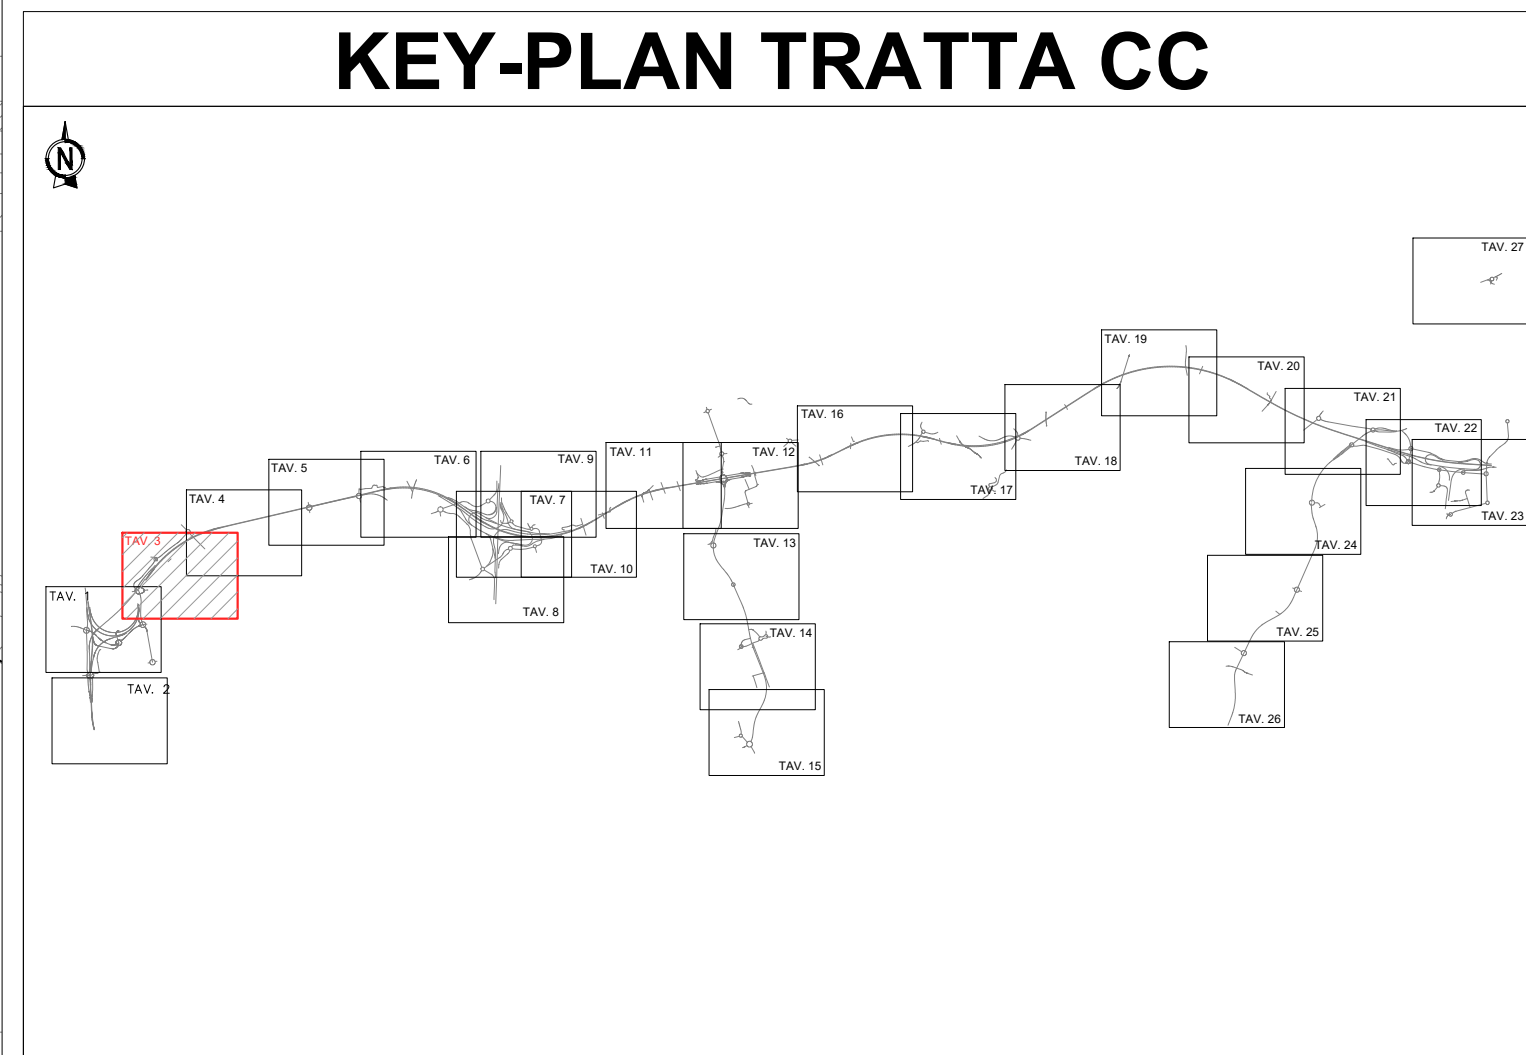 KEY-PLAN TRATTA CC
N
TAV. 27
TAV. 19
TAV. 20
TAV. 21
TAV. 16
TAV. 22
TAV. 11
TAV. 12
TAV. 6
TAV. 9
TAV. 18
TAV. 5
TAV. 17
TAV. 4
TAV. 7
TAV. 23
TAV. 3
TAV. 13
TAV. 24
TAV. 10
TAV. 1
TAV. 8
TAV. 14
TAV. 25
TAV. 2
TAV. 26
TAV. 15